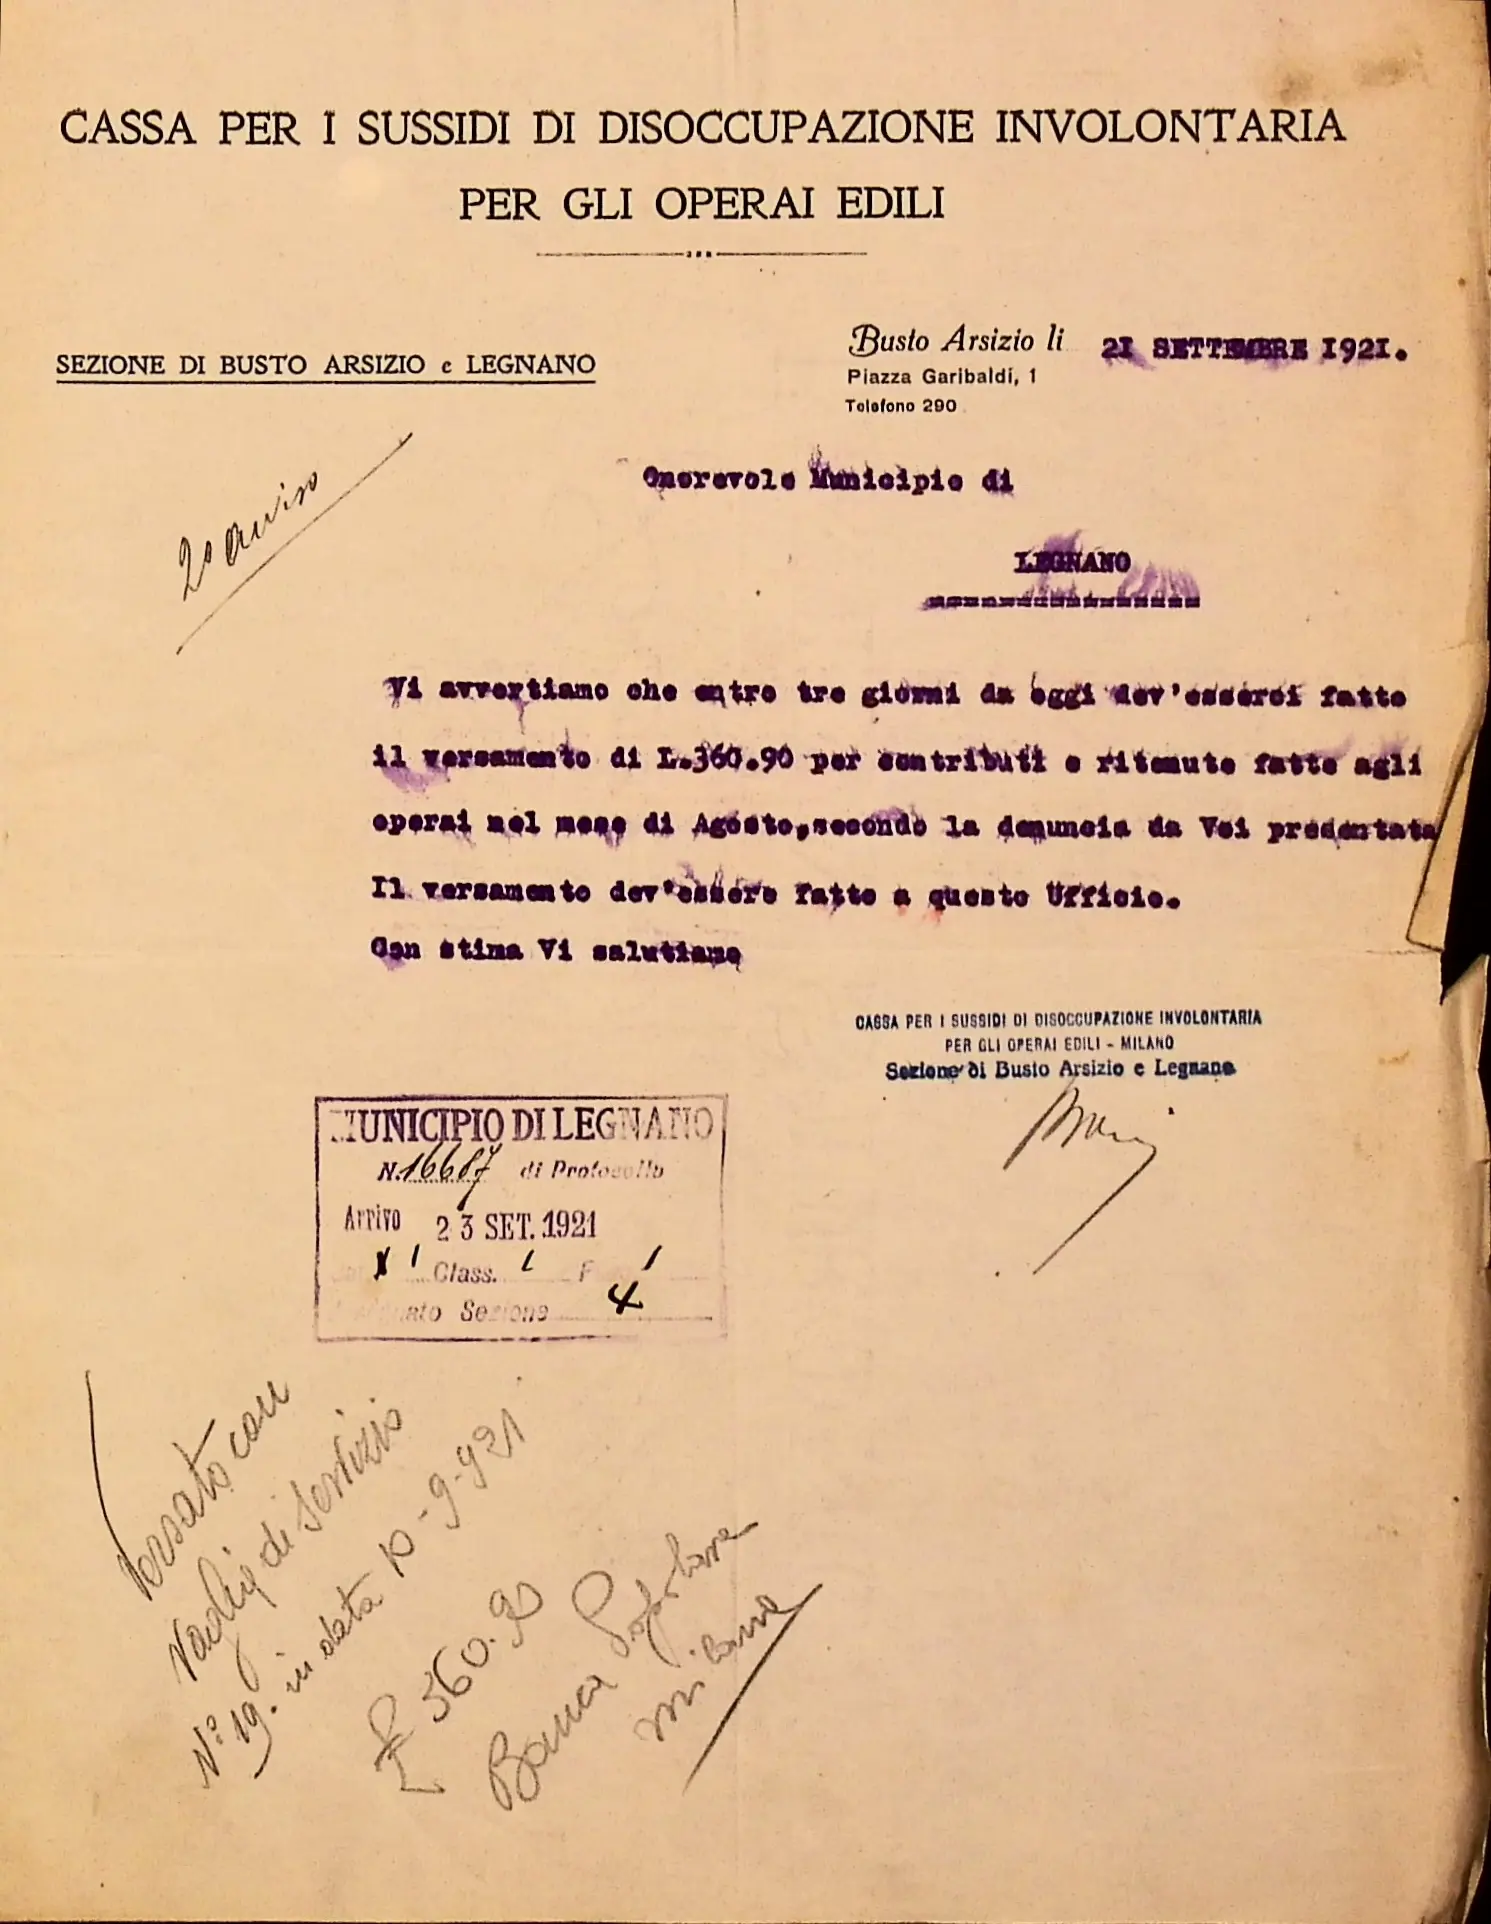 CASSA PER I SUSSIDI DI DISOCCUPAZIONE INVOLONTARIA
PER GLI OPERAI EDILI
SEZIONE DI BUSTO ARSIZIO e LEGNANO
Busto Arsizio li 21 SETTEMBRE 1921.
Piazza Garibaldi, 1
Telefono 290
2º avviso
Onorevole Municipio di
LEGNANO
Vi avvertiamo che entro tre giorni da oggi dev'esserci fatto
il versamento di L.360.90 per contributi e ritenute fatte agli
operai nel mese di Agosto,secondo la denuncia da Voi presentata
Il versamento dev'essere fatto a questo Ufficio.
Con stima Vi salutiamo
CASSA PER I SUSSIDI DI DISOCCUPAZIONE INVOLONTARIA
PER GLI OPERAI EDILI - MILANO
Sezione di Busto Arsizio e Legnano
MUNICIPIO DI LEGNANO
N. 16687 di Protocollo
Arrivo 23 SET. 1921
1 Class. 1 F 1
Sezione 4
Versato con
Vaglia di Servizio
Nº 19. in data 10-9-921
£ 360.90
Banca Popolare
Milano